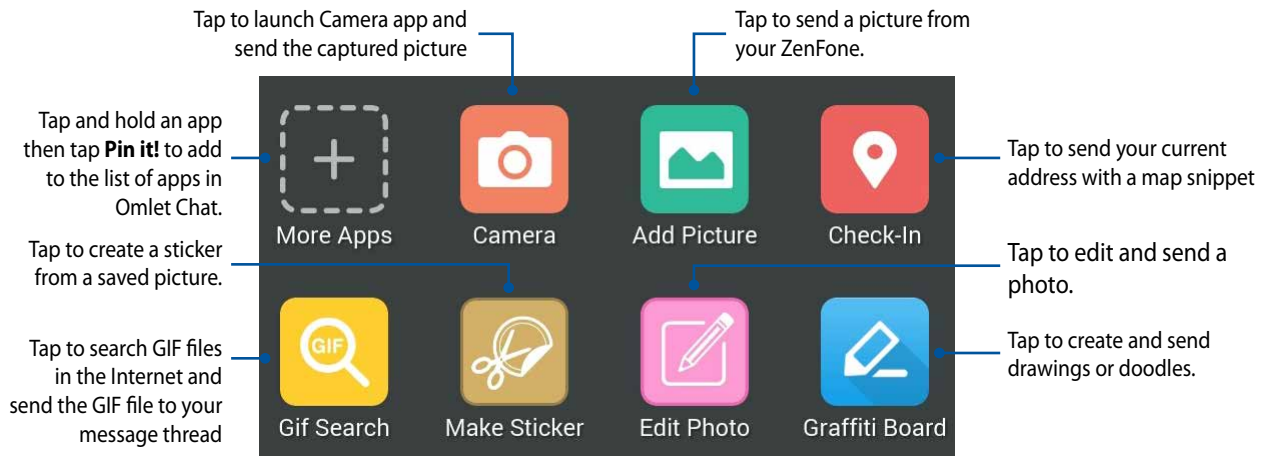 Tap to launch Camera app and
send the captured picture
Tap to send a picture from
your ZenFone.
Tap and hold an app
then tap Pin it! to add
to the list of apps in
Omlet Chat.
Tap to send your current
address with a map snippet
More Apps
Camera
Add Picture
Check-In
Tap to create a sticker
from a saved picture.
Tap to edit and send a
photo.
Tap to search GIF files
in the Internet and
send the GIF file to your
message thread
GIF
Tap to create and send
drawings or doodles.
Gif Search
Make Sticker
Edit Photo
Graffiti Board